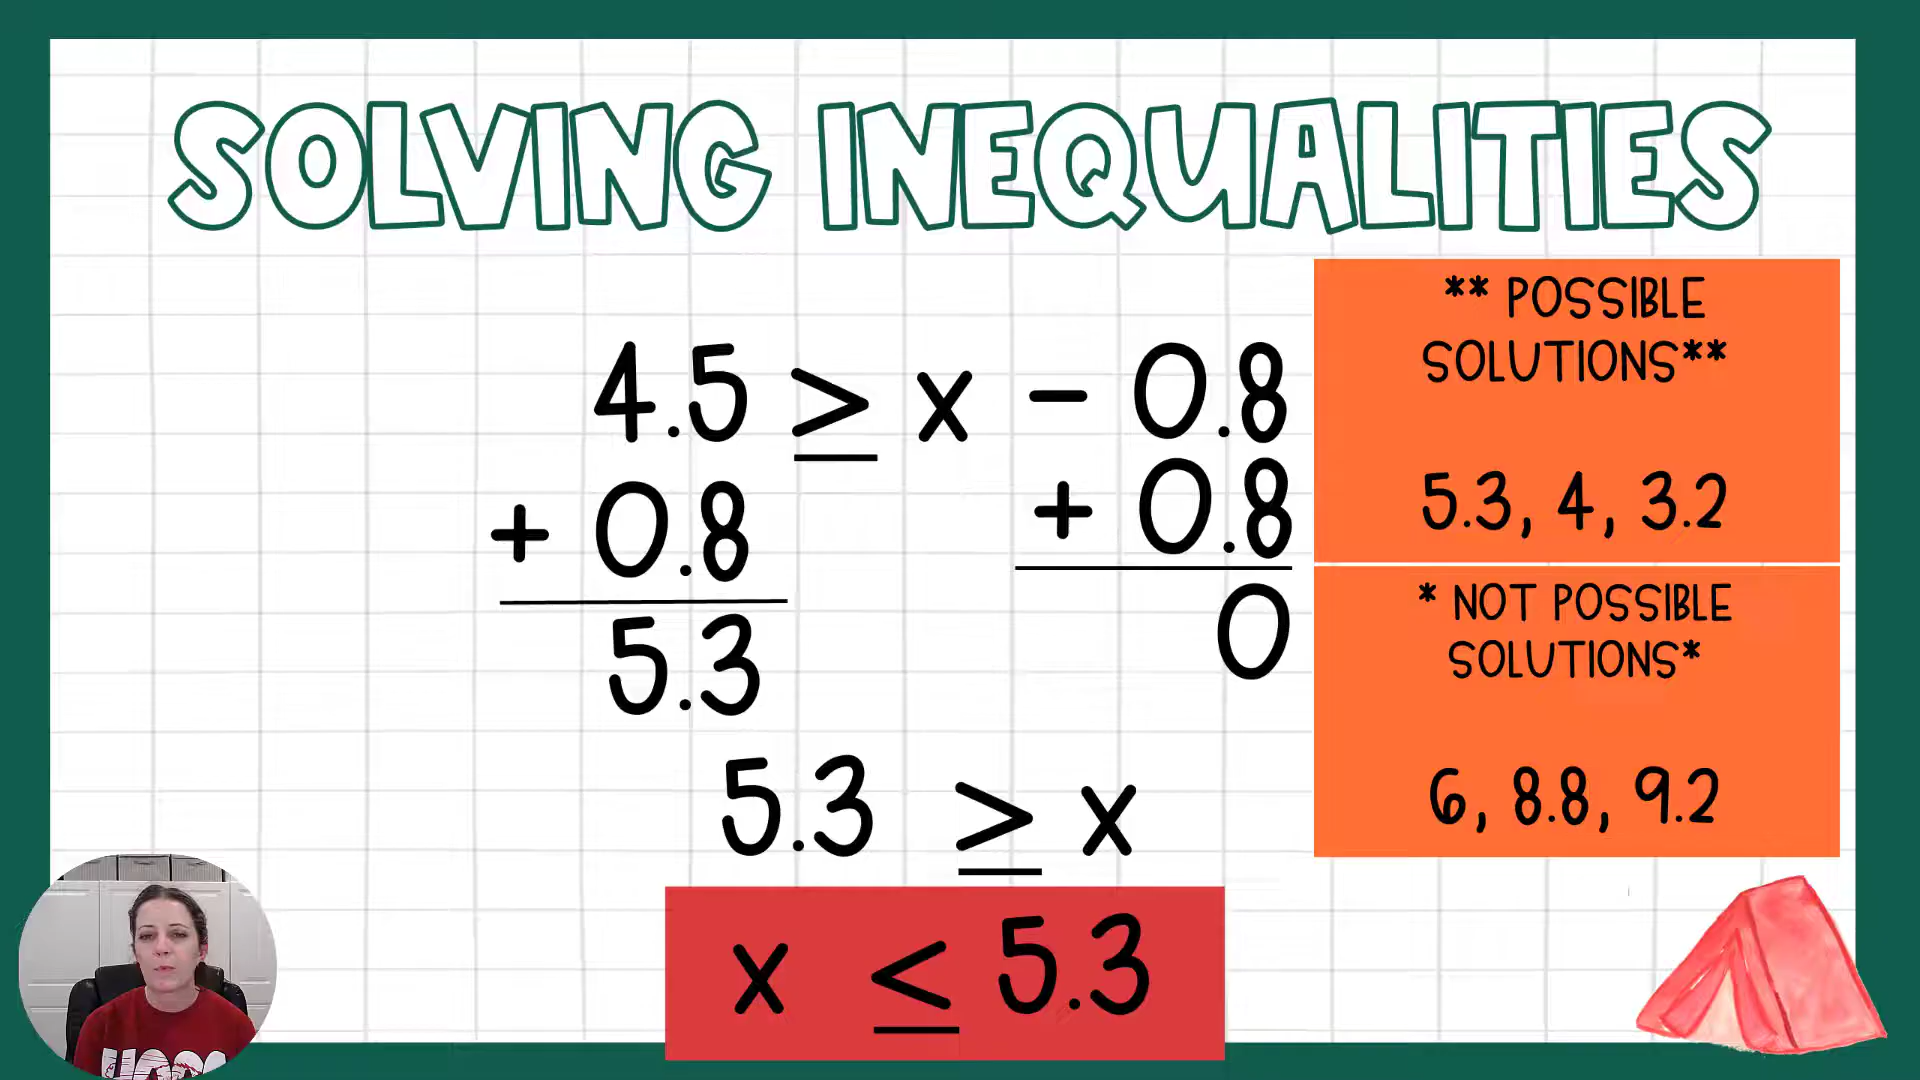 SOLVING INEQUALITIES
4.5 ≥ x - 0.8
+ 0.8 + 0.8
5.3 0
5.3 ≥ x
x ≤ 5.3
** POSSIBLE
SOLUTIONS**
5.3, 4, 3.2
* NOT POSSIBLE
SOLUTIONS*
6, 8.8, 9.2